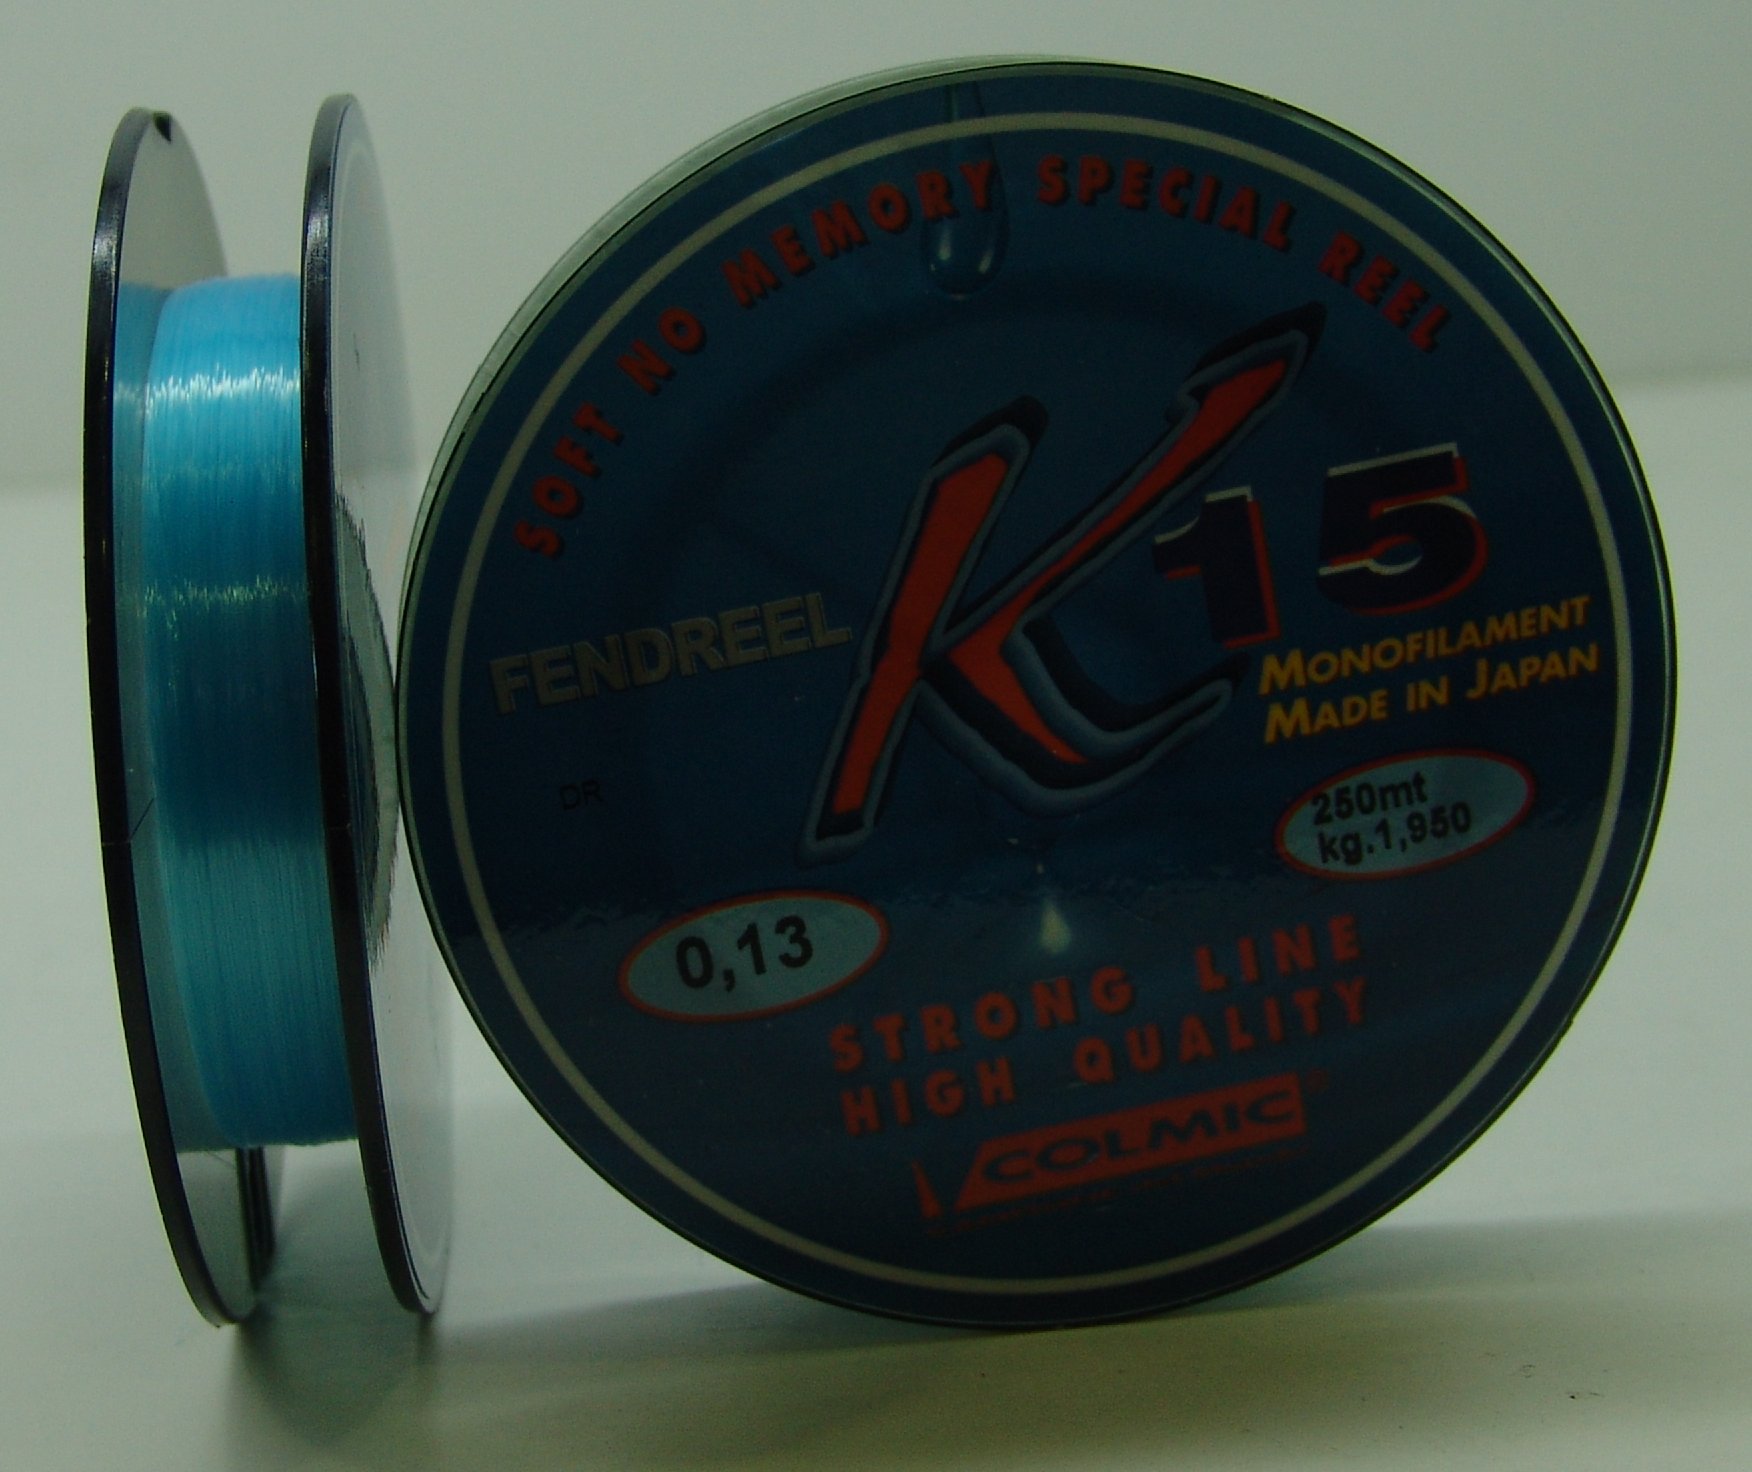 SOFT NO MEMORY SPECIAL REEL
FENDREEL
K 15
MONOFILAMENT
MADE IN JAPAN
DR
250mt
kg.1,950
0,13
STRONG LINE
HIGH QUALITY
COLMIC